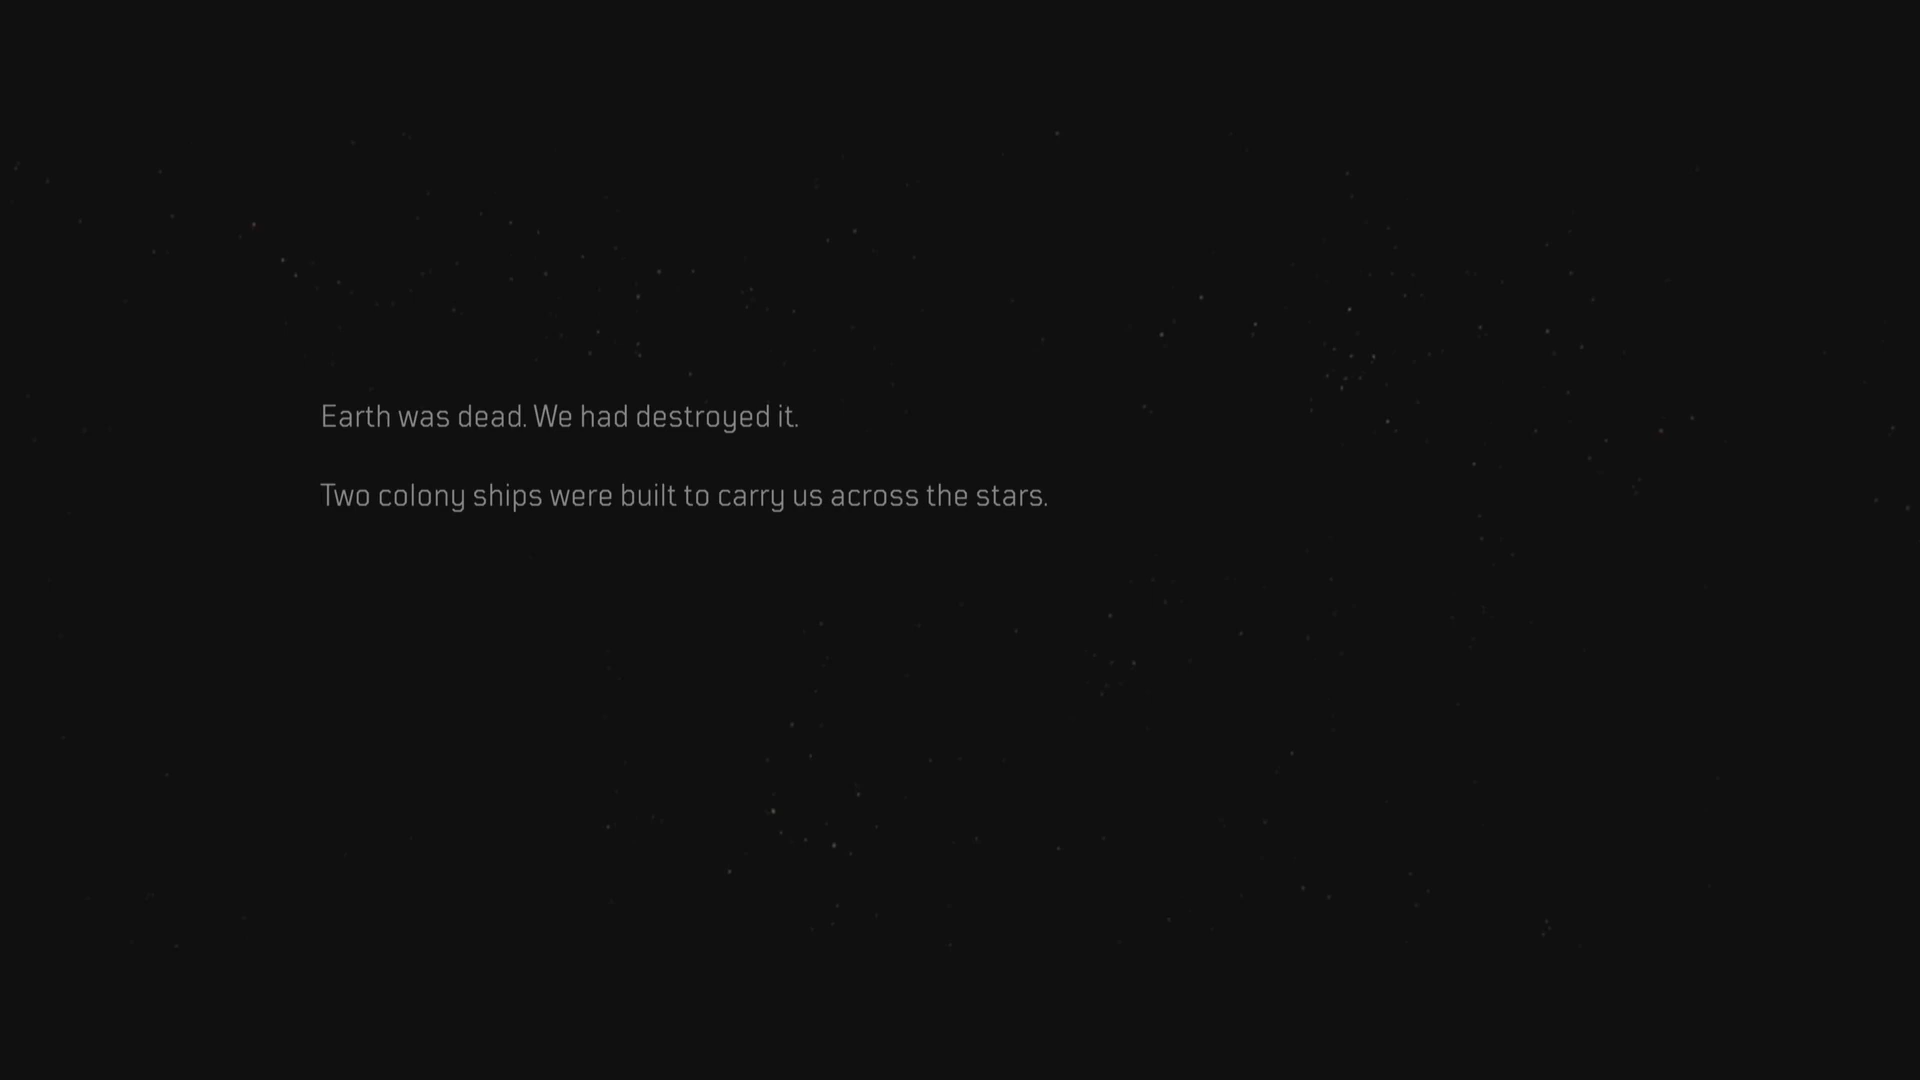 Earth was dead. We had destroyed it.
Two colony ships were built to carry us across the stars.